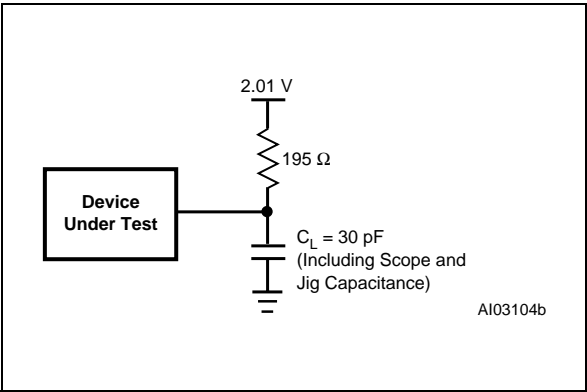 2.01 V
195 Ω
Device
Under Test
C_L = 30 pF
(Including Scope and
Jig Capacitance)
AI03104b